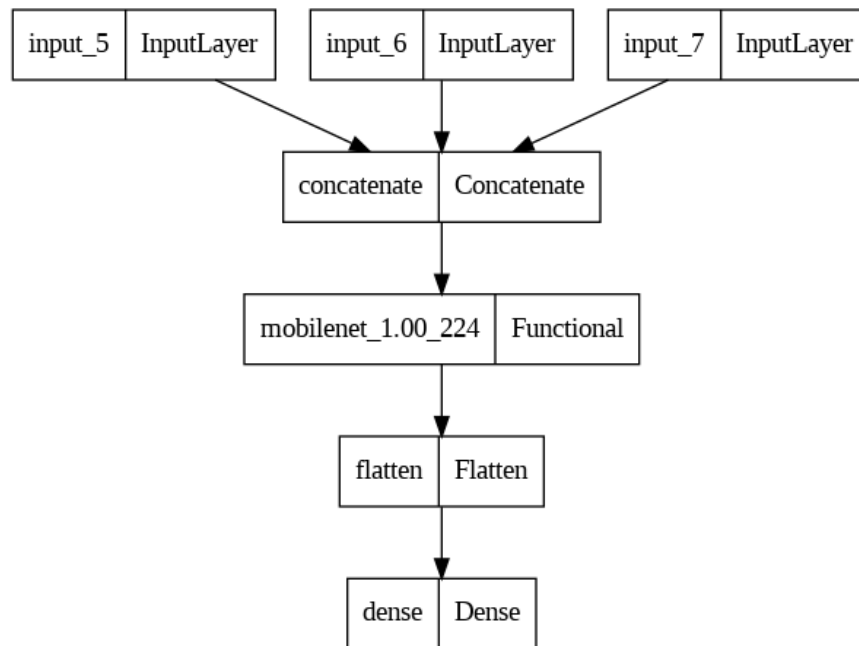 input_5 InputLayer input_6 InputLayer input_7 InputLayer
concatenate Concatenate
mobilenet_1.00_224 Functional
flatten Flatten
dense Dense